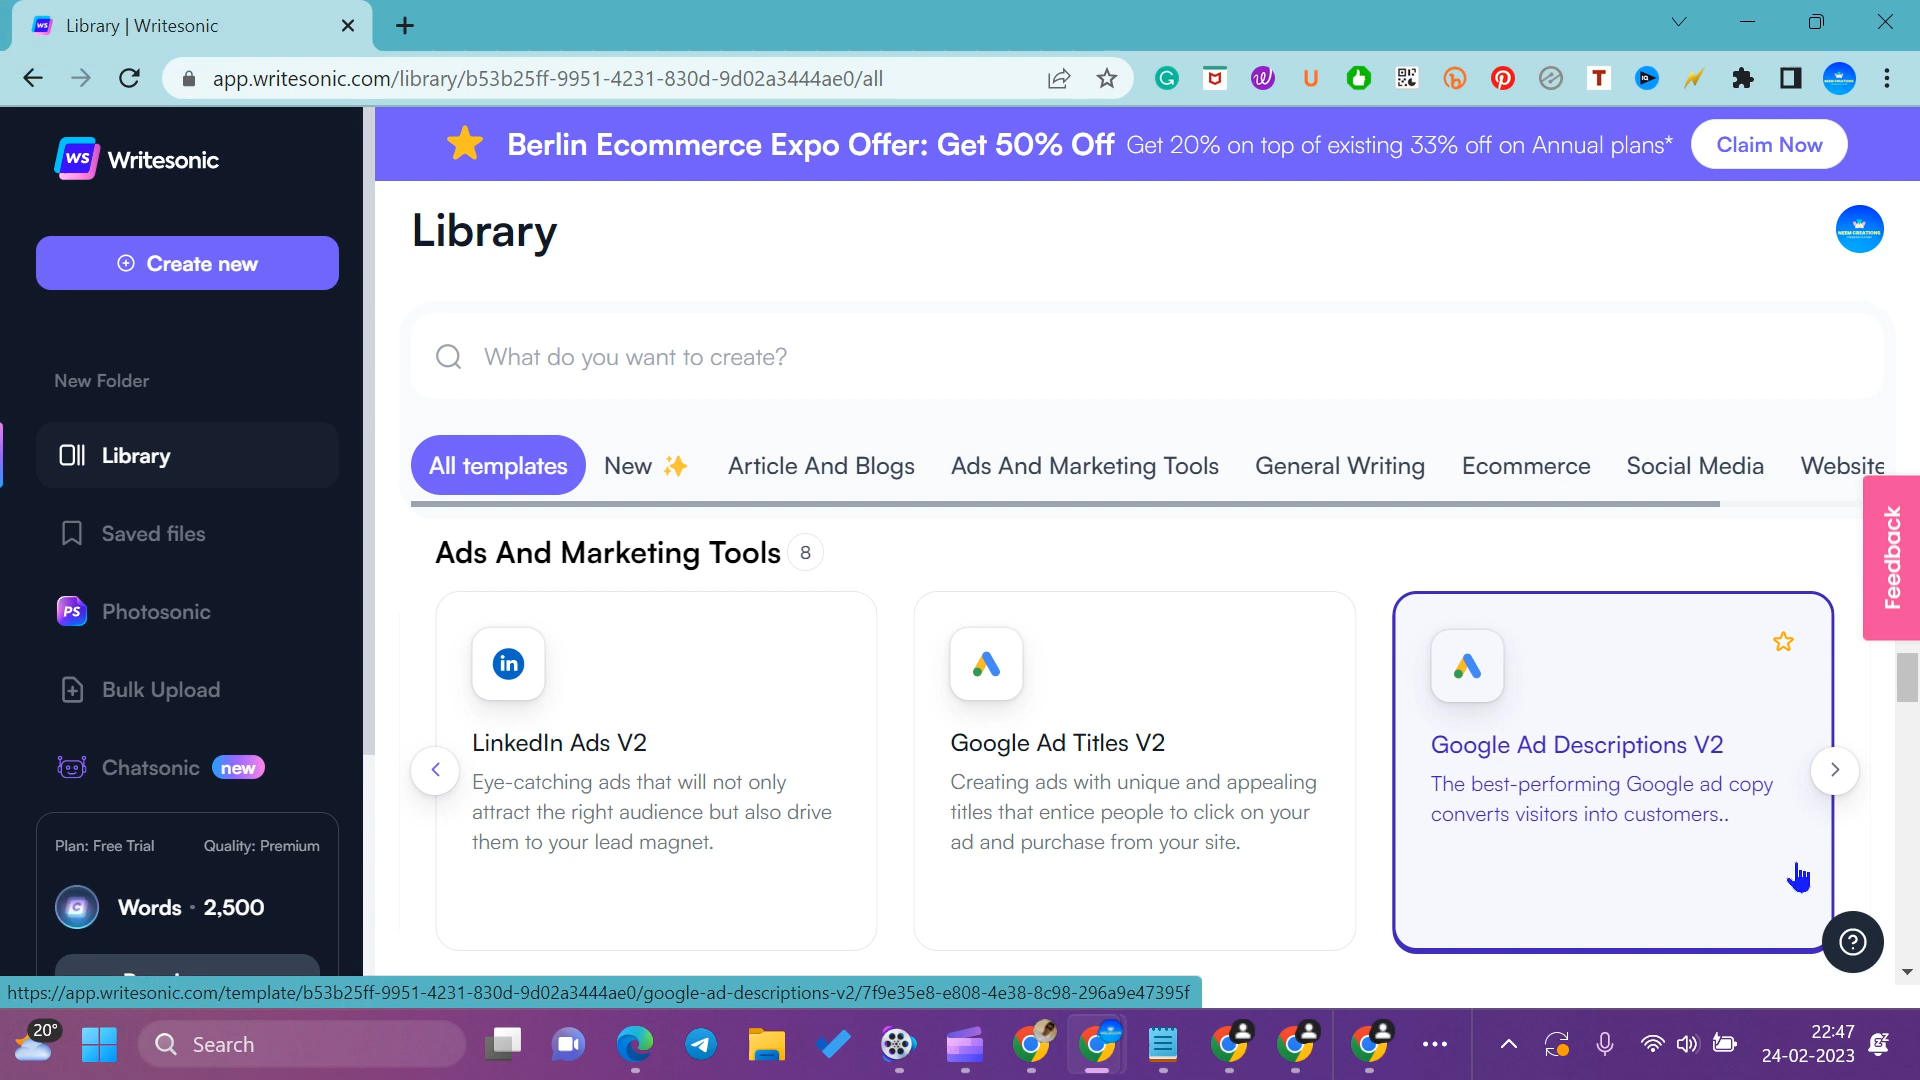 Library | Writesonic
app.writesonic.com/library/b53b25ff-9951-4231-830d-9d02a3444ae0/all
WS Writesonic
Berlin Ecommerce Expo Offer: Get 50% Off Get 20% on top of existing 33% off on Annual plans* Claim Now
Library
NEEM CREATIONS
Create new
What do you want to create?
New Folder
Library
All templates New Article And Blogs Ads And Marketing Tools General Writing Ecommerce Social Media Website
Saved files
Ads And Marketing Tools 8
Feedback
PS Photosonic
Bulk Upload
Chatsonic new
LinkedIn Ads V2
Eye-catching ads that will not only
attract the right audience but also drive
them to your lead magnet.
Google Ad Titles V2
Creating ads with unique and appealing
titles that entice people to click on your
ad and purchase from your site.
Google Ad Descriptions V2
The best-performing Google ad copy
converts visitors into customers..
Plan: Free Trial Quality: Premium
Words · 2,500
https://app.writesonic.com/template/b53b25ff-9951-4231-830d-9d02a3444ae0/google-ad-descriptions-v2/7f9e35e8-e808-4e38-8c98-296a9e47395f
20°
Search
22:47
24-02-2023